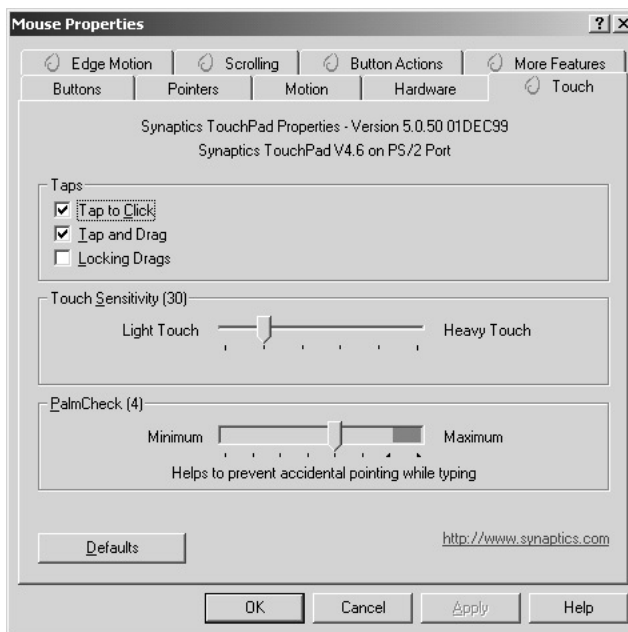 Mouse Properties
Edge Motion Scrolling Button Actions More Features
Buttons Pointers Motion Hardware Touch
Synaptics TouchPad Properties - Version 5.0.50 01DEC99
Synaptics TouchPad V4.6 on PS/2 Port
Taps
Tap to Click
Tap and Drag
Locking Drags
Touch Sensitivity (30)
Light Touch Heavy Touch
PalmCheck (4)
Minimum Maximum
Helps to prevent accidental pointing while typing
Defaults http://www.synaptics.com
OK Cancel Apply Help